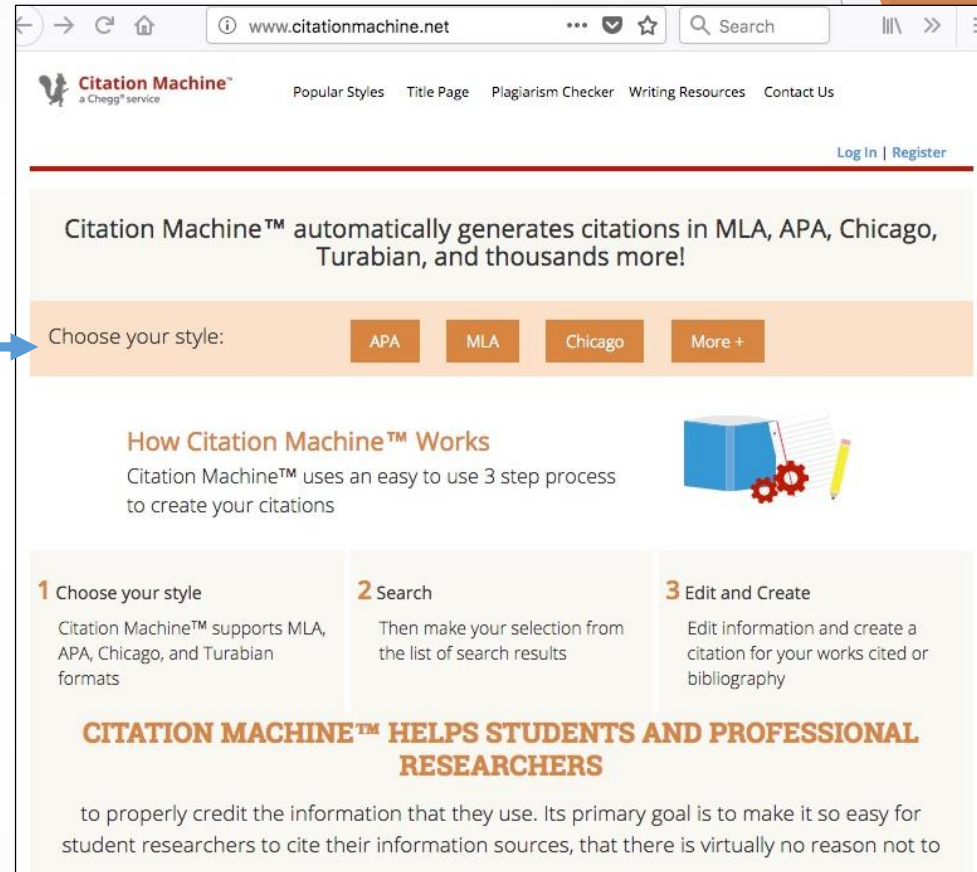 www.citationmachine.net
Search
Citation Machine™
a Chegg® service
Popular Styles Title Page Plagiarism Checker Writing Resources Contact Us
Log In | Register
Citation Machine™ automatically generates citations in MLA, APA, Chicago,
Turabian, and thousands more!
Choose your style:
APA MLA Chicago More +
How Citation Machine™ Works
Citation Machine™ uses an easy to use 3 step process
to create your citations
1 Choose your style
Citation Machine™ supports MLA,
APA, Chicago, and Turabian
formats
2 Search
Then make your selection from
the list of search results
3 Edit and Create
Edit information and create a
citation for your works cited or
bibliography
CITATION MACHINE™ HELPS STUDENTS AND PROFESSIONAL
RESEARCHERS
to properly credit the information that they use. Its primary goal is to make it so easy for
student researchers to cite their information sources, that there is virtually no reason not to